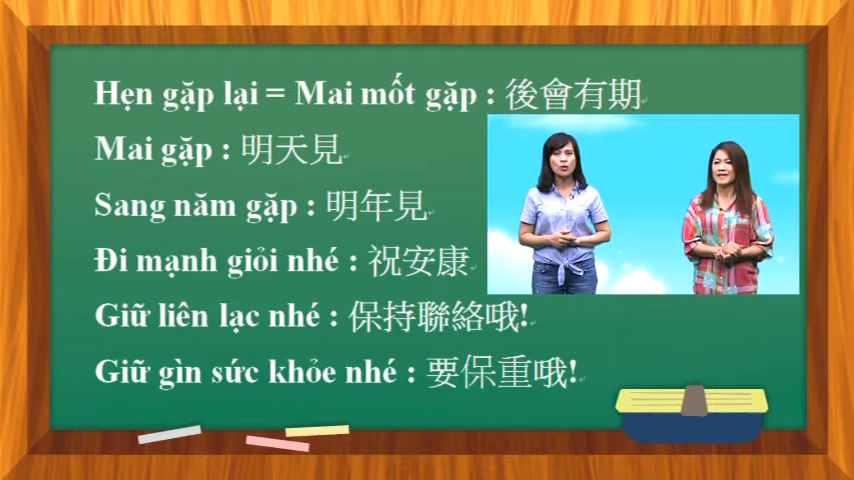 Hẹn gặp lại = Mai mốt gặp : 後會有期
Mai gặp : 明天見
Sang năm gặp : 明年見
Đi mạnh giỏi nhé : 祝安康
Giữ liên lạc nhé : 保持聯絡哦!
Giữ gìn sức khỏe nhé : 要保重哦!